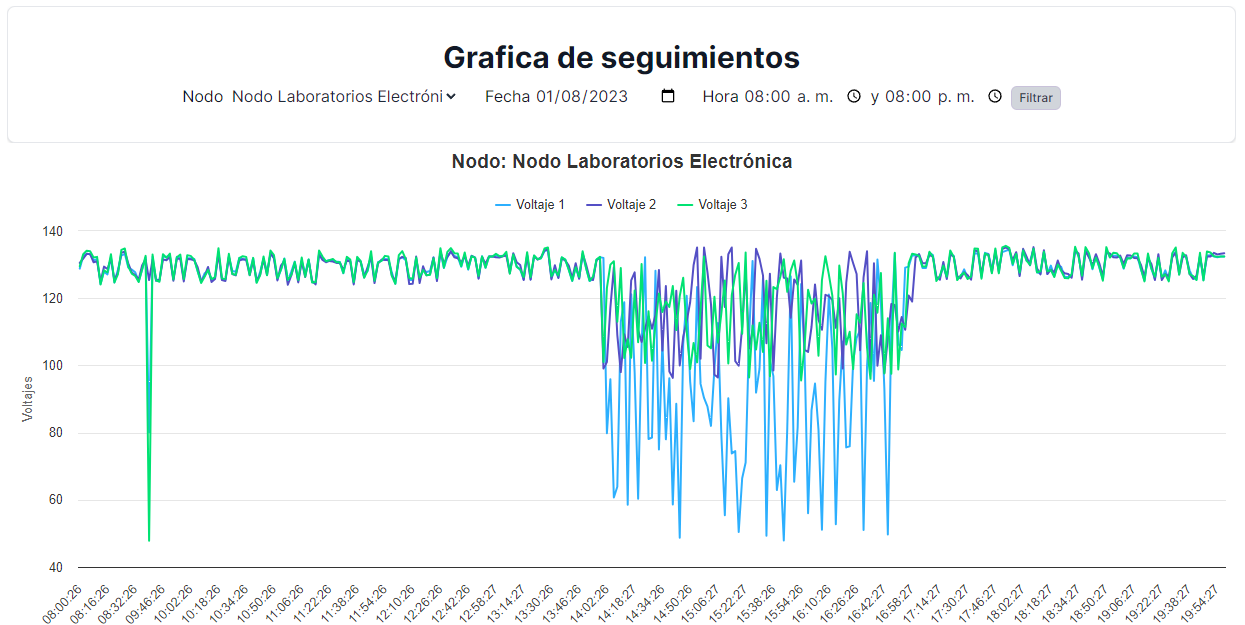 Grafica de seguimientos
Nodo Nodo Laboratorios Electróni Fecha 01/08/2023 Hora 08:00 a. m. y 08:00 p. m. Filtrar
Nodo: Nodo Laboratorios Electrónica
Voltaje 1 Voltaje 2 Voltaje 3
140
120
100
80
60
40
Voltajes
08:00:26 08:16:26 08:32:26 09:46:26 10:02:26 10:18:26 10:34:26 10:50:26 11:06:26 11:22:26 11:38:26 11:54:26 12:10:26 12:26:26 12:42:26 12:58:27 13:14:27 13:30:26 13:46:26 14:02:26 14:18:27 14:34:26 14:50:26 15:06:27 15:22:27 15:38:26 15:54:26 16:10:26 16:26:26 16:42:27 16:58:27 17:14:27 17:30:27 17:46:27 18:02:27 18:18:27 18:34:27 18:50:27 19:06:27 19:22:27 19:38:27 19:54:27